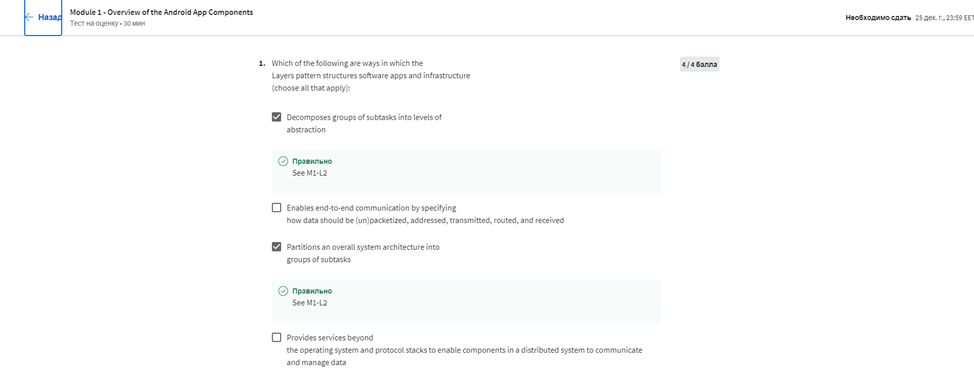 Назад
Module 1 - Overview of the Android App Components
Тест на оценку • 30 мин
Необходимо сдать 25 дек. г., 23:59 EET
1. Which of the following are ways in which the
Layers pattern structures software apps and infrastructure
(choose all that apply):
4 / 4 балла
Decomposes groups of subtasks into levels of
abstraction
Правильно
See M1-L2
Enables end-to-end communication by specifying
how data should be (un)packetized, addressed, transmitted, routed, and received
Partitions an overall system architecture into
groups of subtasks
Правильно
See M1-L2
Provides services beyond
the operating system and protocol stacks to enable components in a distributed system to communicate
and manage data